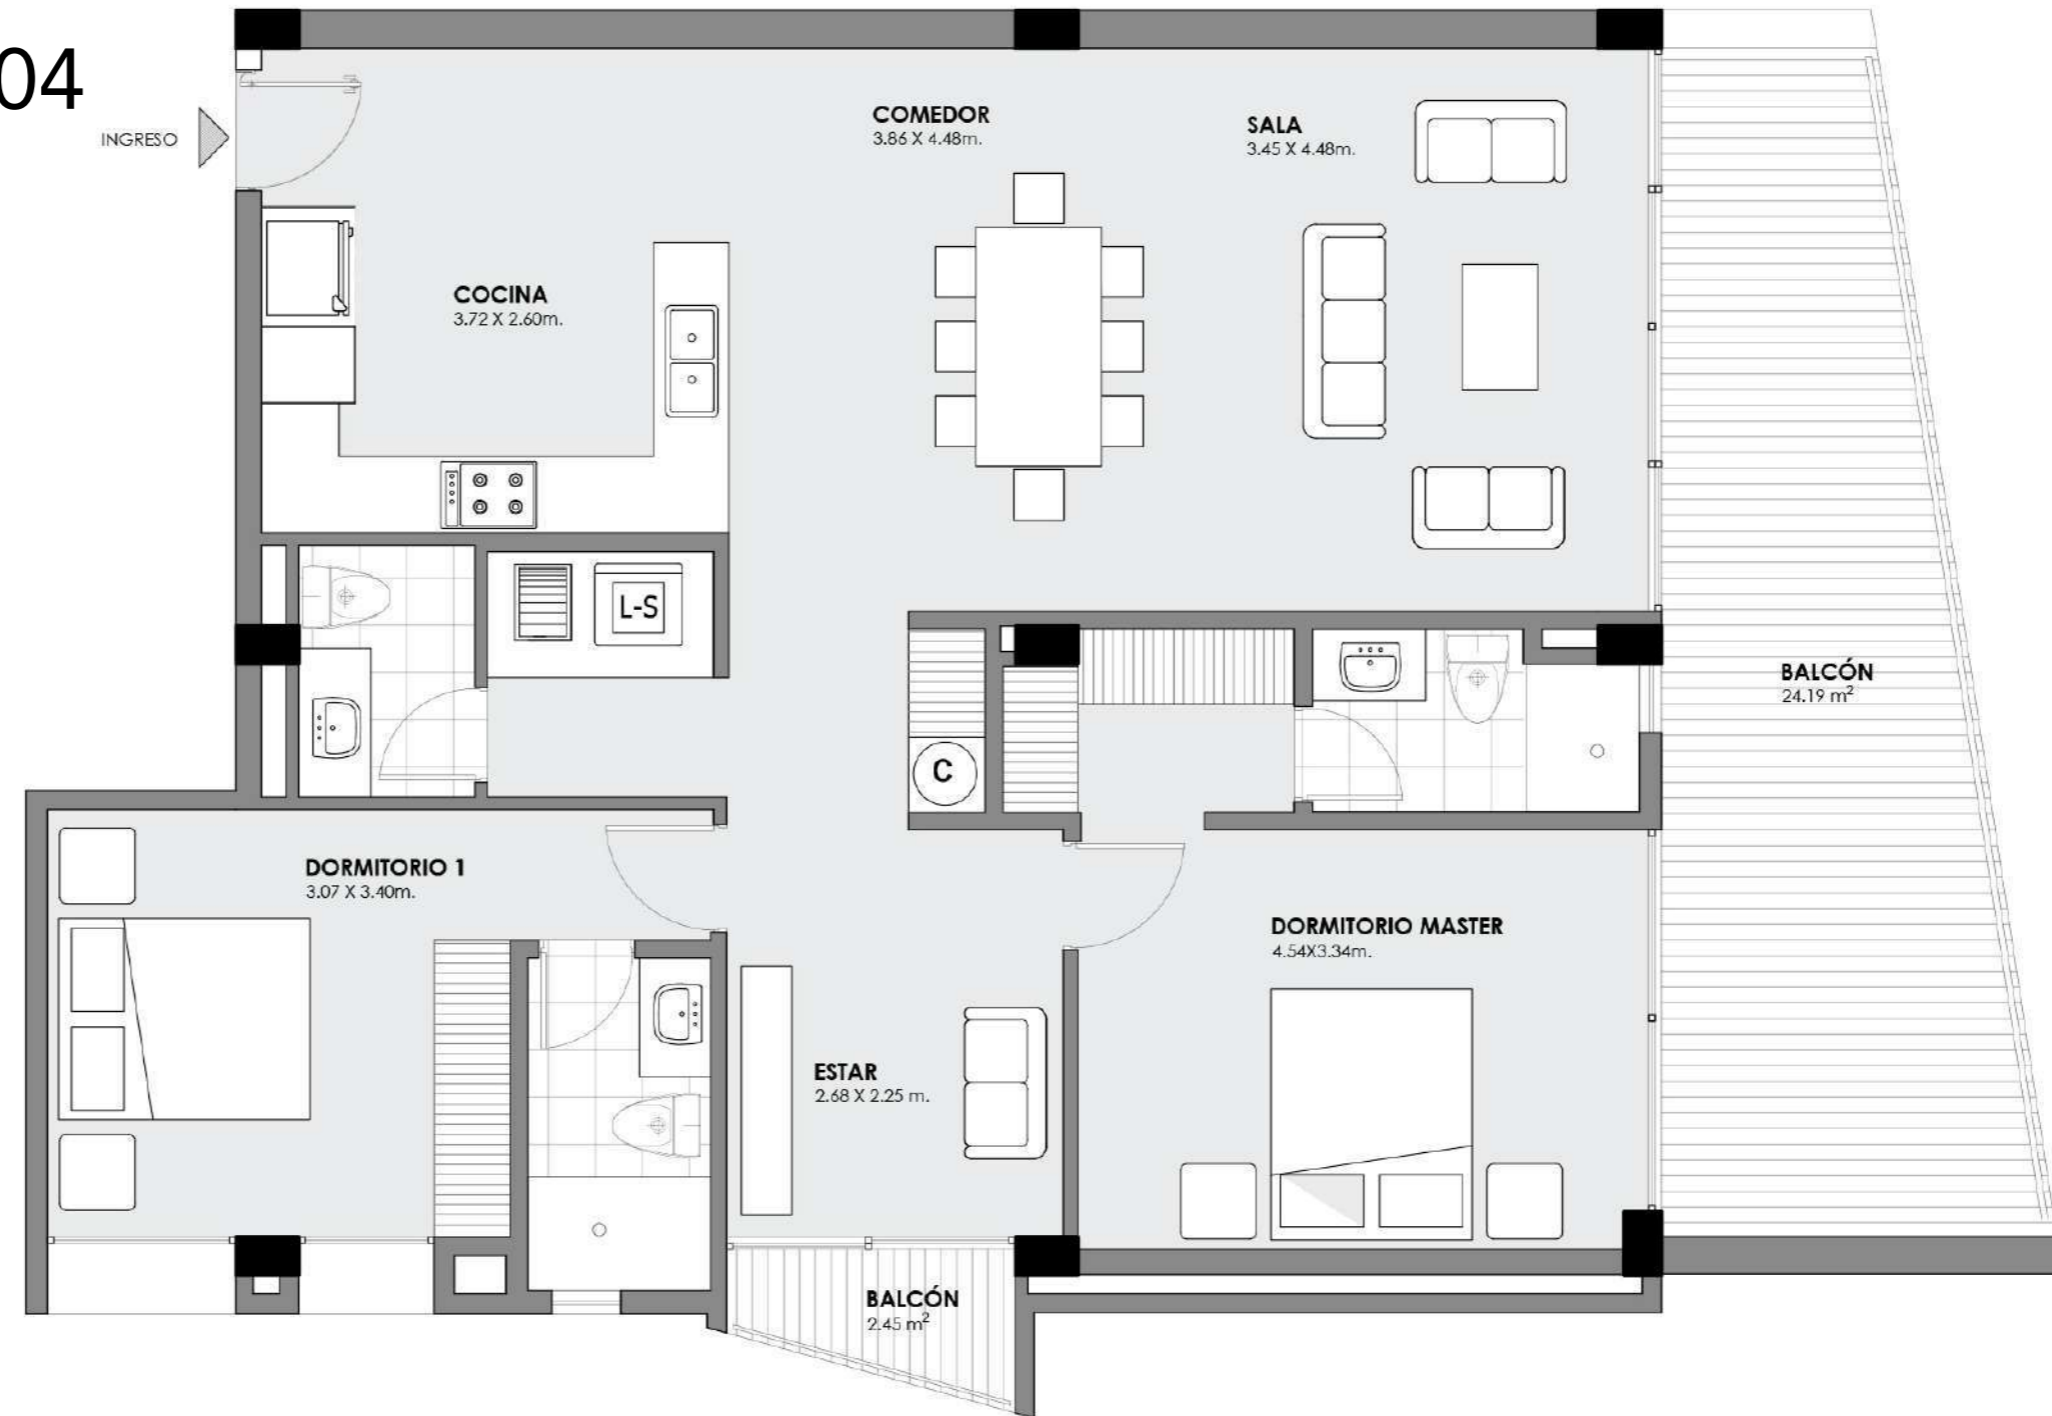 04
INGRESO
COMEDOR
3.86 X 4.48m.
SALA
3.45 X 4.48m.
COCINA
3.72 X 2.60m.
L-S
BALCÓN
24.19 m²
C
DORMITORIO 1
3.07 X 3.40m.
DORMITORIO MASTER
4.54X3.34m.
ESTAR
2.68 X 2.25 m.
BALCÓN
2.45 m²